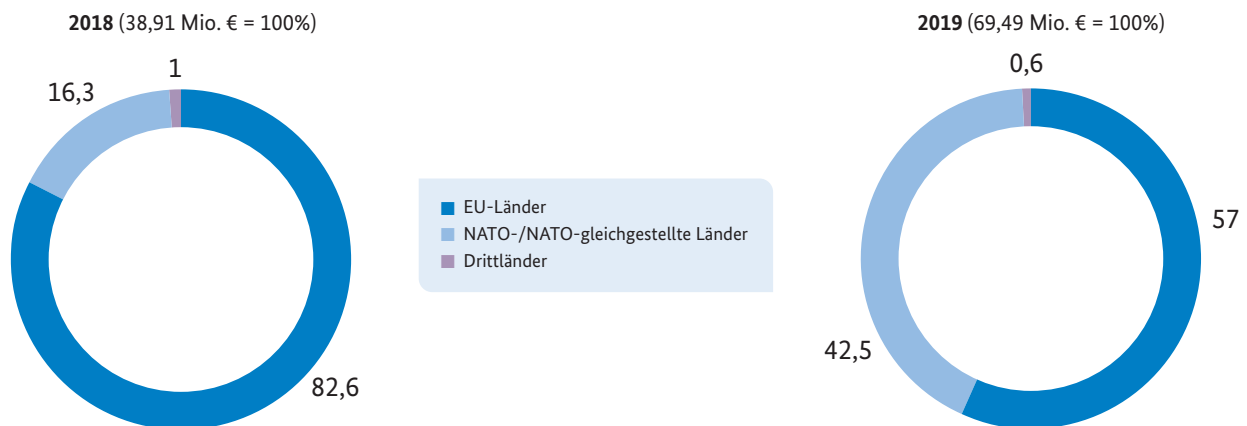 2018 (38,91 Mio. € = 100%)
1
16,3
82,6
EU-Länder
NATO-/NATO-gleichgestellte Länder
Drittländer
2019 (69,49 Mio. € = 100%)
0,6
57
42,5